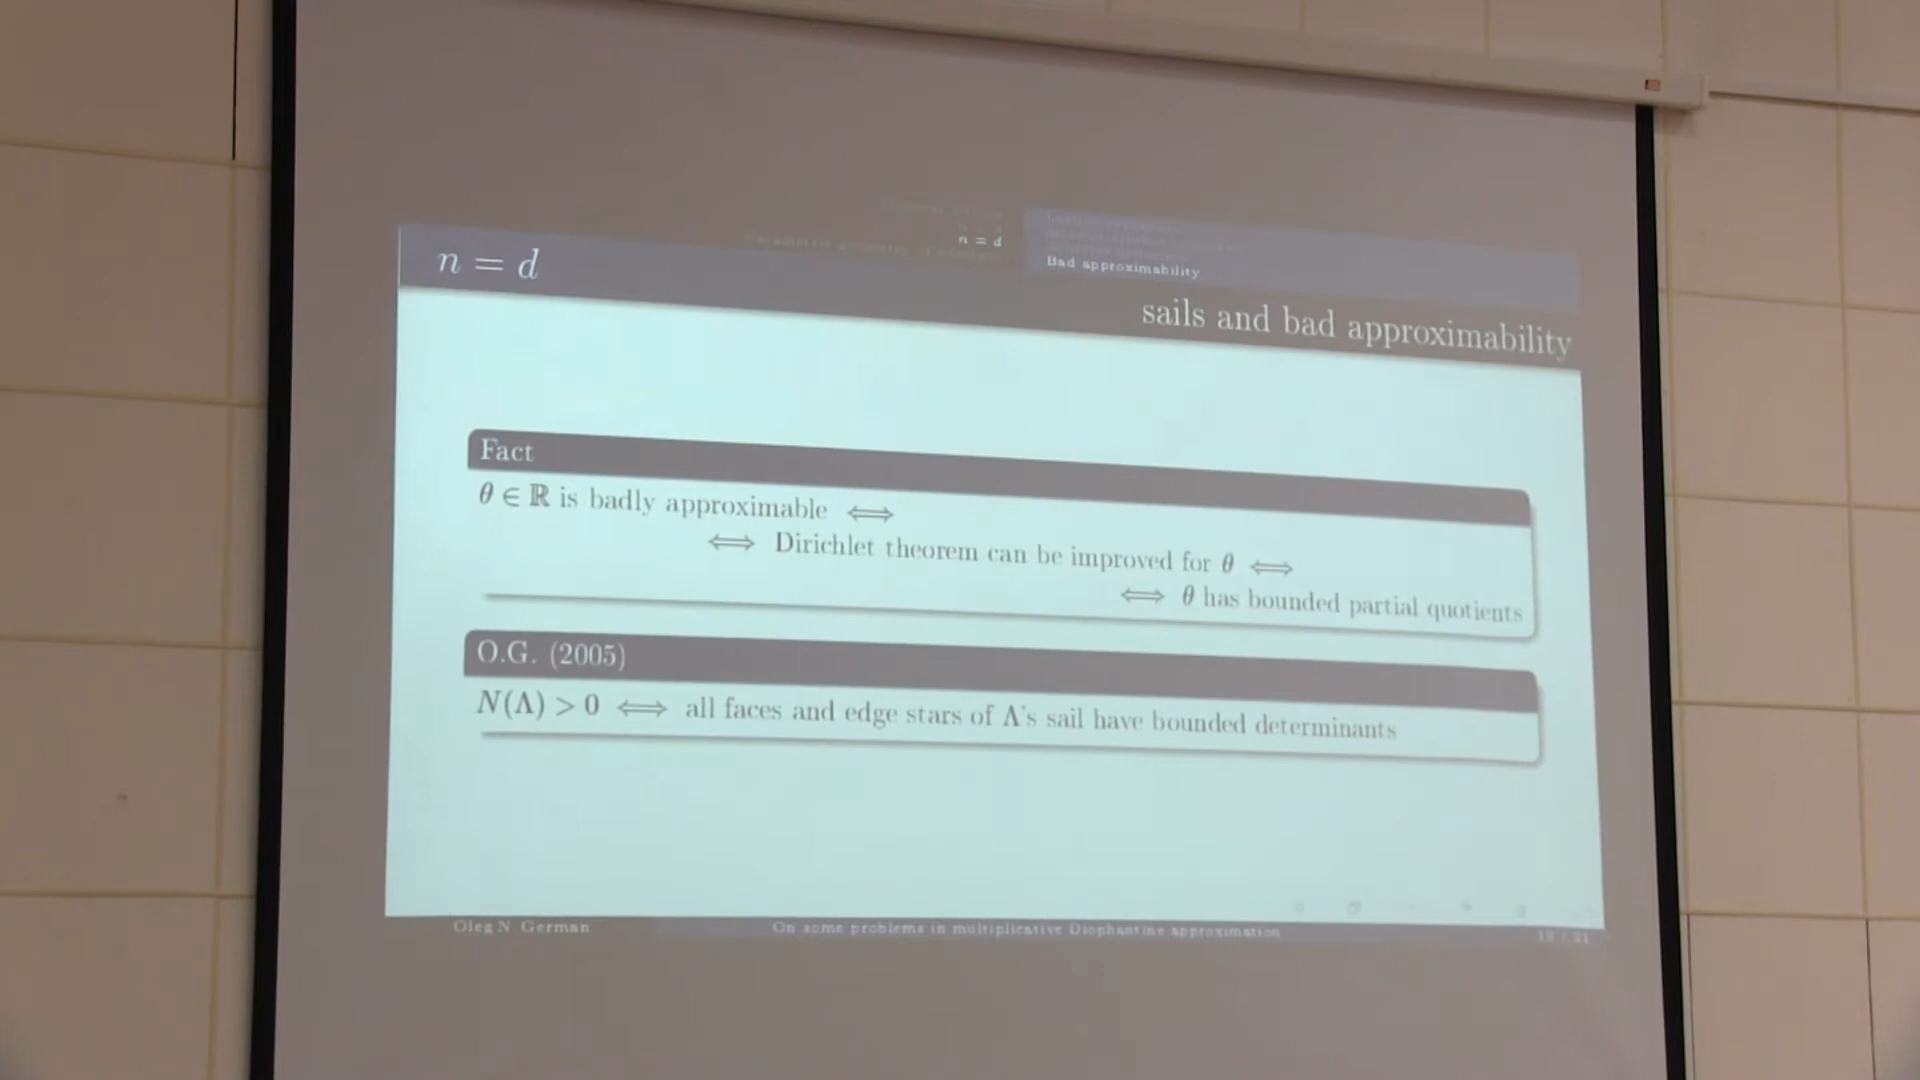 n = d
Bad approximability
n = d
sails and bad approximability
Fact
θ ∈ ℝ is badly approximable ⟺
⟺ Dirichlet theorem can be improved for θ ⟺
⟺ θ has bounded partial quotients
O.G. (2005)
N(Λ) > 0 ⟺ all faces and edge stars of Λ's sail have bounded determinants
Oleg N. German On some problems in multiplicative Diophantine approximation 19 / 21